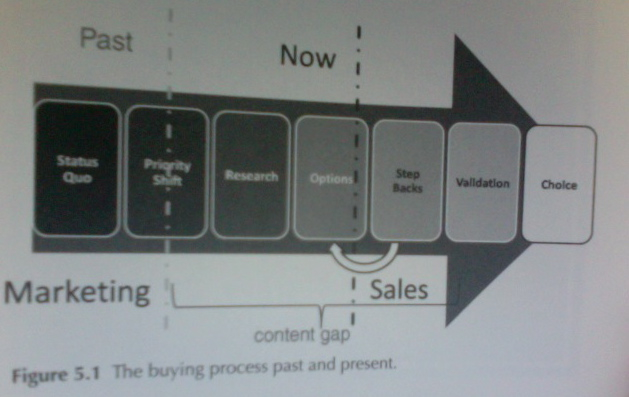 Past
Now
Status
Quo
Priority
Shift
Research
Options
Step
Backs
Validation
Choice
Marketing
Sales
content gap
Figure 5.1 The buying process past and present.